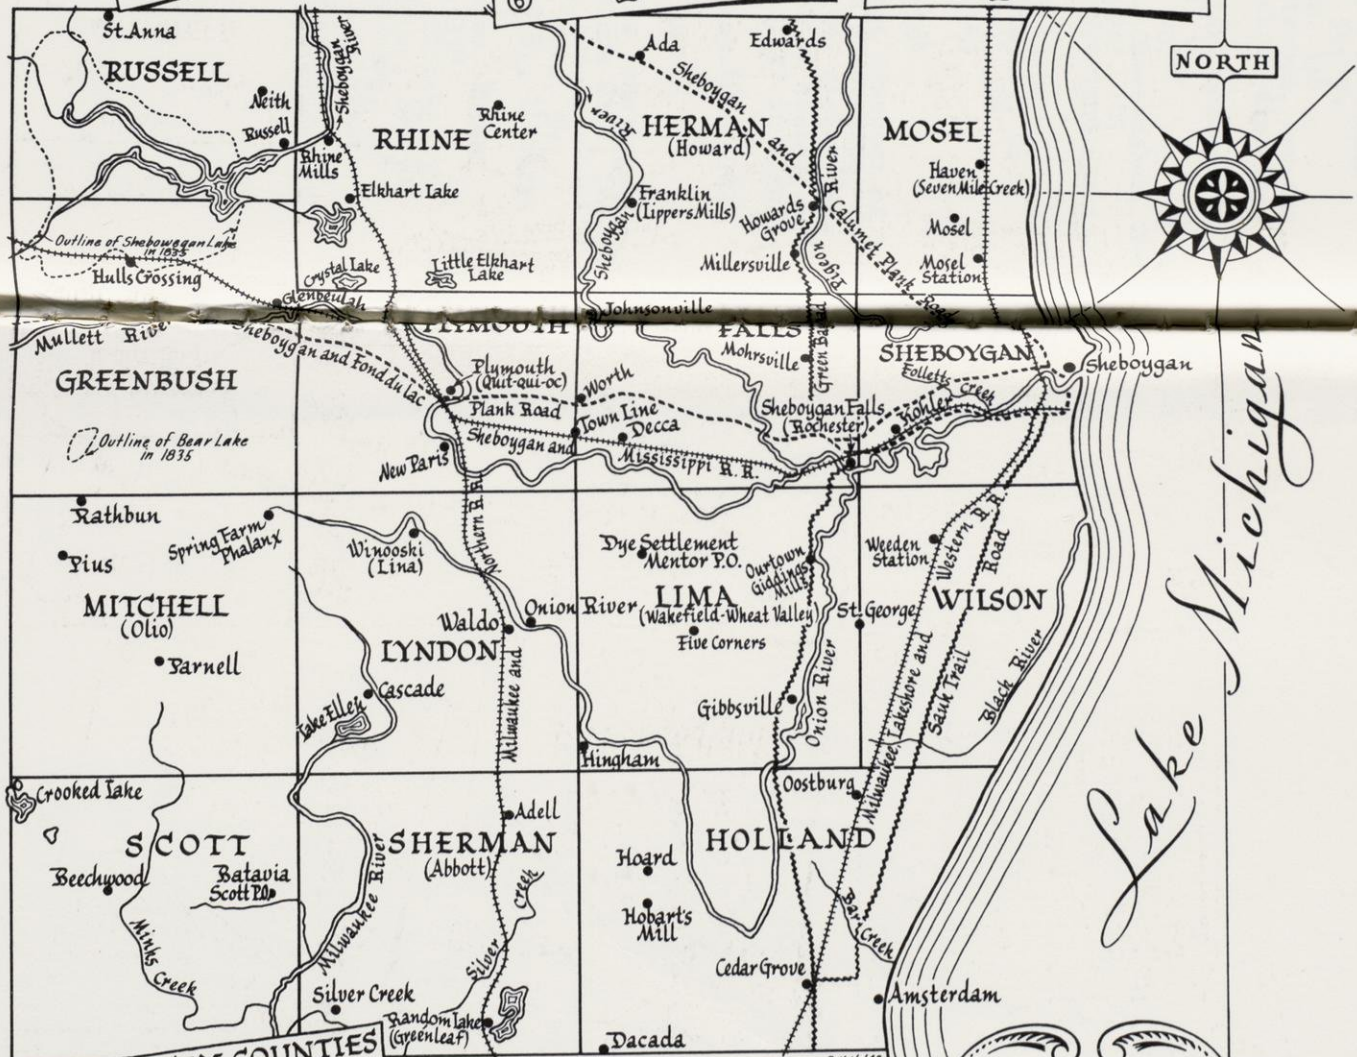 St. Anna
RUSSELL
Neith
Russell
Rhine
Mills
Sheboygan
River
RHINE
Rhine
Center
Elkhart Lake
Outline of Sheboygan Lake
in 1835
Hulls Crossing
Crystal Lake
Little Elkhart
Lake
Glenbeulah
Ada
Sheboygan
and
Calumet Plank Road
River
HERMAN
(Howard)
Franklin
(Lippers Mills)
Sheboygan
Edwards
River
Howards
Grove
Pigeon
Millersville
Johnsonville
MOSEL
Haven
(Seven Mile Creek)
Mosel
Mosel
Station
NORTH
Mullett River
Sheboygan and Fond du Lac
GREENBUSH
Outline of Bear Lake
in 1835
PLYMOUTH
Plymouth
(Quit-qui-oc)
Plank Road
Sheboygan and
Mississippi R.R.
New Paris
Worth
Town Line
Decca
FALLS
Mohrsville
Green Bay Road
Sheboygan Falls
(Rochester)
SHEBOYGAN
Folletts Creek
Kohler
Sheboygan
Rathbun
Pius
Spring Farm
Phalanx
MITCHELL
(Olio)
Parnell
Winooski
(Lina)
Northern R.R.
Waldo
Onion River
LYNDON
Cascade
Lake Ellen
Milwaukee and
Dye Settlement
Mentor P.O.
Ourtown
Giddings
Mills
LIMA
(Wakefield-Wheat Valley)
Five Corners
Gibbsville
Onion River
Hingham
Weeden
Station
Western R.R.
Road
St. George
WILSON
Milwaukee, Lakeshore and
Sauk Trail
Black River
Lake Michigan
Crooked Lake
SCOTT
Beechwood
Batavia
Scott P.O.
Minks
Creek
Milwaukee River
SHERMAN
(Abbott)
Adell
Creek
Silver
Silver Creek
Random Lake
(Greenleaf)
Oostburg
HOLLAND
Hoard
Hobart's
Mill
Bar
Creek
Cedar Grove
Amsterdam
Dacada
COUNTIES